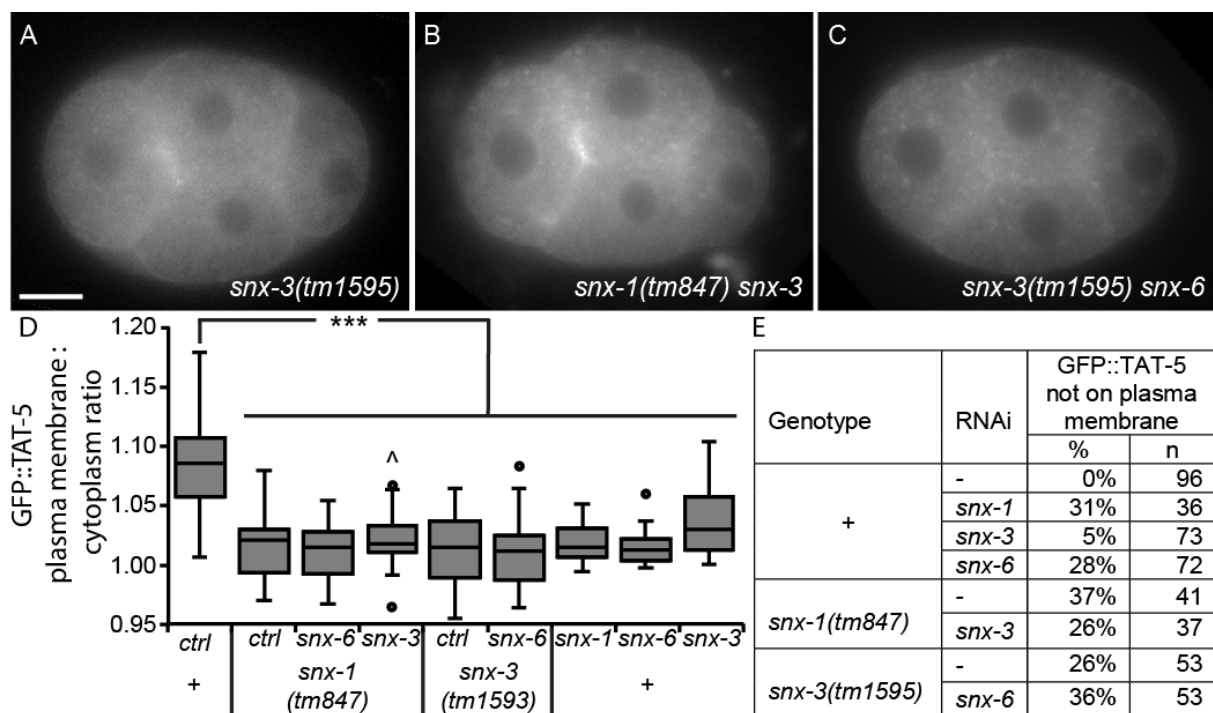 A
B
C
snx-3(tm1595)
snx-1(tm847) snx-3
snx-3(tm1595) snx-6
D
GFP::TAT-5
plasma membrane :
cytoplasm ratio
1.20
1.15
1.10
1.05
1.00
0.95
***
^
ctrl
ctrl
snx-6
snx-3
ctrl
snx-6
snx-1
snx-6
snx-3
+
snx-1
(tm847)
snx-3
(tm1593)
+
E
Genotype
RNAi
GFP::TAT-5
not on plasma
membrane
%
n
+
-
0%
96
snx-1
31%
36
snx-3
5%
73
snx-6
28%
72
snx-1(tm847)
-
37%
41
snx-3
26%
37
snx-3(tm1595)
-
26%
53
snx-6
36%
53